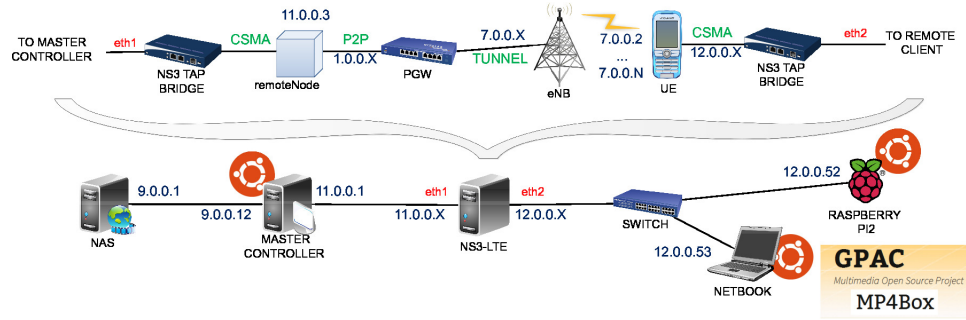 11.0.0.3
TO MASTER
CONTROLLER
eth1
CSMA
P2P
1.0.0.X
NS3 TAP
BRIDGE
remoteNode
PGW
7.0.0.X
TUNNEL
eNB
7.0.0.2
...
7.0.0.N
UE
CSMA
12.0.0.X
NS3 TAP
BRIDGE
eth2
TO REMOTE
CLIENT
9.0.0.1
NAS
9.0.0.12
11.0.0.1
MASTER
CONTROLLER
eth1
11.0.0.X
NS3-LTE
eth2
12.0.0.X
SWITCH
12.0.0.52
®
RASPBERRY
PI2
12.0.0.53
NETBOOK
GPAC
Multimedia Open Source Project
MP4Box